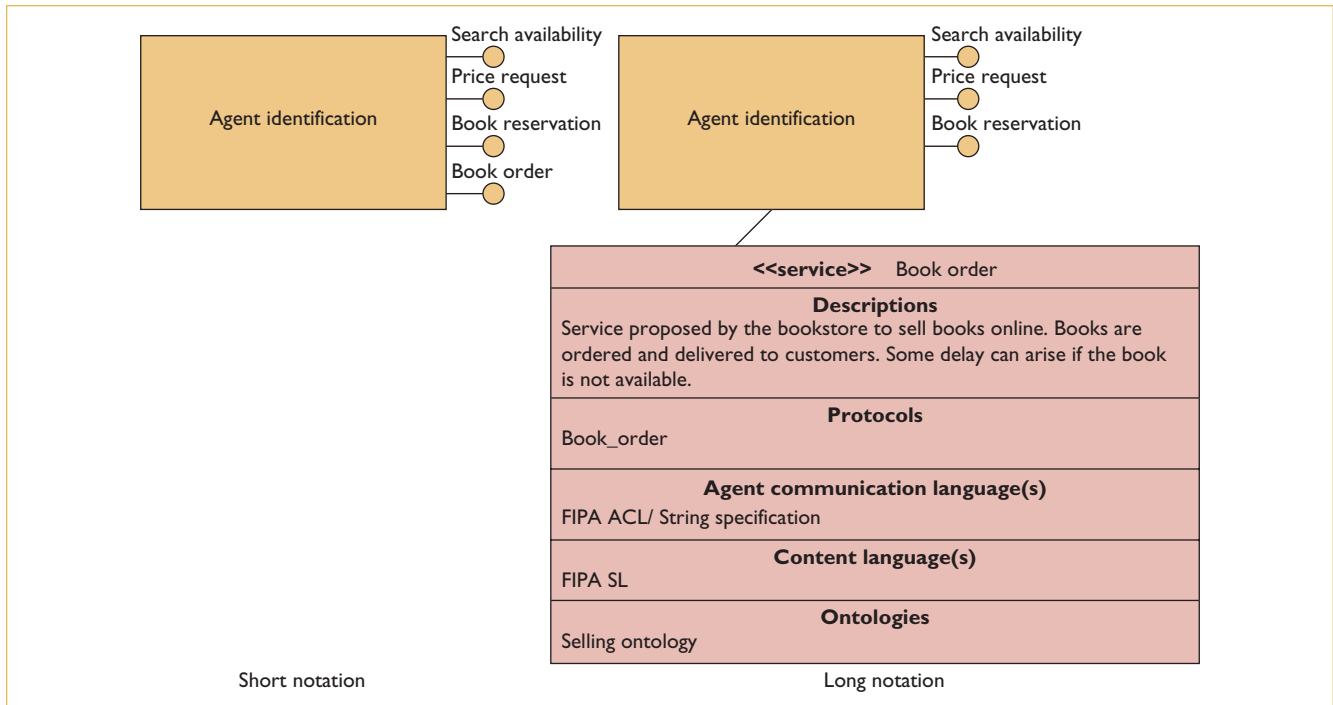 Search availability
Price request
Agent identification
Book reservation
Book order
Search availability
Price request
Agent identification
Book reservation
<<service>> Book order
Descriptions
Service proposed by the bookstore to sell books online. Books are
ordered and delivered to customers. Some delay can arise if the book
is not available.
Protocols
Book_order
Agent communication language(s)
FIPA ACL/ String specification
Content language(s)
FIPA SL
Ontologies
Selling ontology
Short notation
Long notation